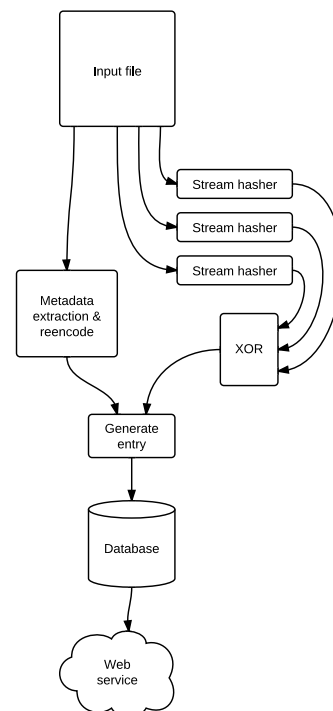 Input file
Stream hasher
Stream hasher
Stream hasher
Metadata
extraction &
reencode
XOR
Generate
entry
Database
Web
service